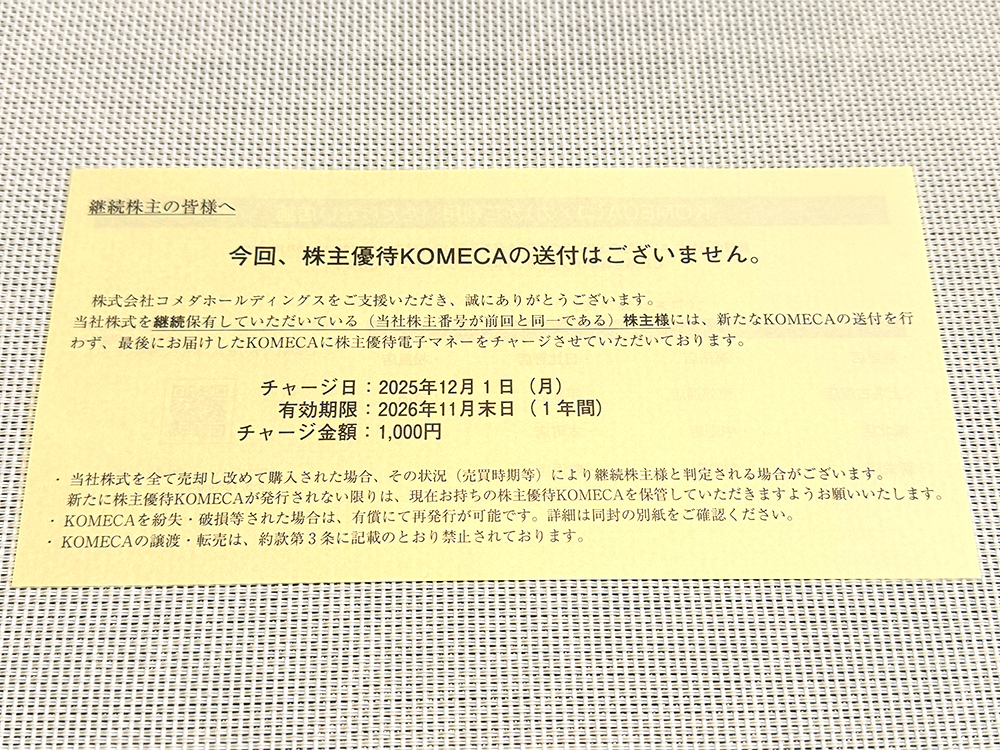 継続株主の皆様へ
今回、株主優待KOMECAの送付はございません。
株式会社コメダホールディングスをご支援いただき、誠にありがとうございます。
当社株式を継続保有していただいている（当社株主番号が前回と同一である）株主様には、新たなKOMECAの送付を行
わず、最後にお届けしたKOMECAに株主優待電子マネーをチャージさせていただいております。
チャージ日：2025年12月1日（月）
有効期限：2026年11月末日（1年間）
チャージ金額：1,000円
・当社株式を全て売却し改めて購入された場合、その状況（売買時期等）により継続株主様と判定される場合がございます。
新たに株主優待KOMECAが発行されない限りは、現在お持ちの株主優待KOMECAを保管していただきますようお願いいたします。
・KOMECAを紛失・破損等された場合は、有償にて再発行が可能です。詳細は同封の別紙をご確認ください。
・KOMECAの譲渡・転売は、約款第3条に記載のとおり禁止されております。